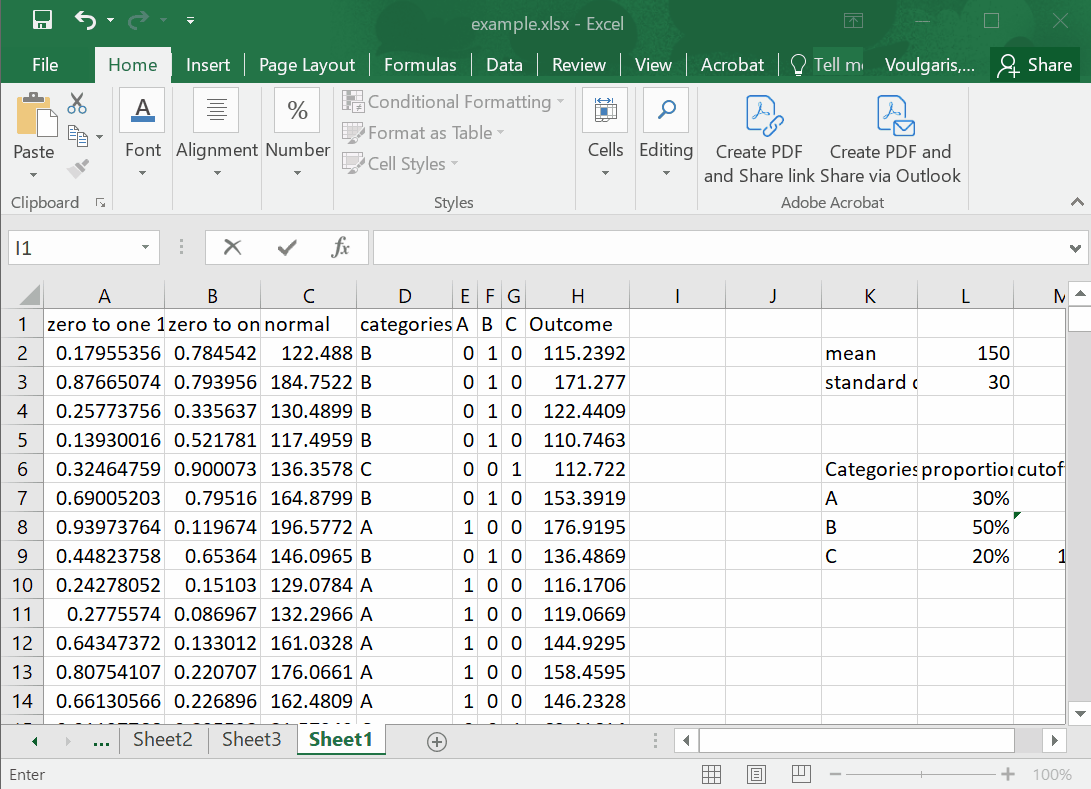 example.xlsx - Excel
File Home Insert Page Layout Formulas Data Review View Acrobat Tell me Voulgaris,... Share
Paste Font Alignment Number Conditional Formatting Format as Table Cell Styles Cells Editing Create PDF and Share link Create PDF and Share via Outlook
Clipboard Styles Adobe Acrobat
I1 fx
A B C D E F G H I J K L M
1 zero to one 1 zero to on normal categories A B C Outcome
2 0.17955356 0.784542 122.488 B 0 1 0 115.2392 mean 150
3 0.87665074 0.793956 184.7522 B 0 1 0 171.277 standard d 30
4 0.25773756 0.335637 130.4899 B 0 1 0 122.4409
5 0.13930016 0.521781 117.4959 B 0 1 0 110.7463
6 0.32464759 0.900073 136.3578 C 0 0 1 112.722 Categories proportion cutof
7 0.69005203 0.79516 164.8799 B 0 1 0 153.3919 A 30%
8 0.93973764 0.119674 196.5772 A 1 0 0 176.9195 B 50%
9 0.44823758 0.65364 146.0965 B 0 1 0 136.4869 C 20% 1
10 0.24278052 0.15103 129.0784 A 1 0 0 116.1706
11 0.2775574 0.086967 132.2966 A 1 0 0 119.0669
12 0.64347372 0.133012 161.0328 A 1 0 0 144.9295
13 0.80754107 0.220707 176.0661 A 1 0 0 158.4595
14 0.66130566 0.226896 162.4809 A 1 0 0 146.2328
... Sheet2 Sheet3 Sheet1
Enter 100%